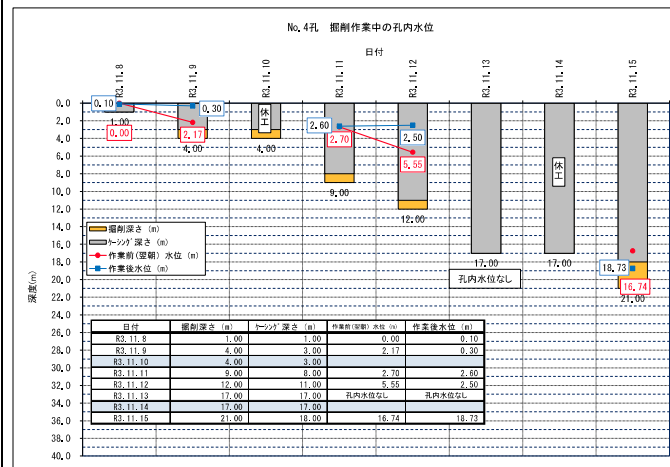 No.4孔 掘削作業中の孔内水位
日付
R3.11.8 R3.11.9 R3.11.10 R3.11.11 R3.11.12 R3.11.13 R3.11.14 R3.11.15
深度(m)
0.0
2.0
4.0
6.0
8.0
10.0
12.0
14.0
16.0
18.0
20.0
22.0
24.0
26.0
28.0
30.0
32.0
34.0
36.0
38.0
40.0
0.10
1.00
0.00
0.30
2.17
4.00
休工
4.00
2.60
2.70
9.00
2.50
5.55
12.00
17.00
孔内水位なし
休工
17.00
18.73
16.74
21.00
掘削深さ (m)
ケーシング深さ (m)
作業前(翌朝) 水位 (m)
作業後水位 (m)
日付 掘削深さ (m) ケーシング深さ (m) 作業前(翌朝) 水位 (m) 作業後水位 (m)
R3.11.8 1.00 1.00 0.00 0.10
R3.11.9 4.00 3.00 2.17 0.30
R3.11.10 4.00 3.00
R3.11.11 9.00 8.00 2.70 2.60
R3.11.12 12.00 11.00 5.55 2.50
R3.11.13 17.00 17.00 孔内水位なし 孔内水位なし
R3.11.14 17.00 17.00
R3.11.15 21.00 18.00 16.74 18.73